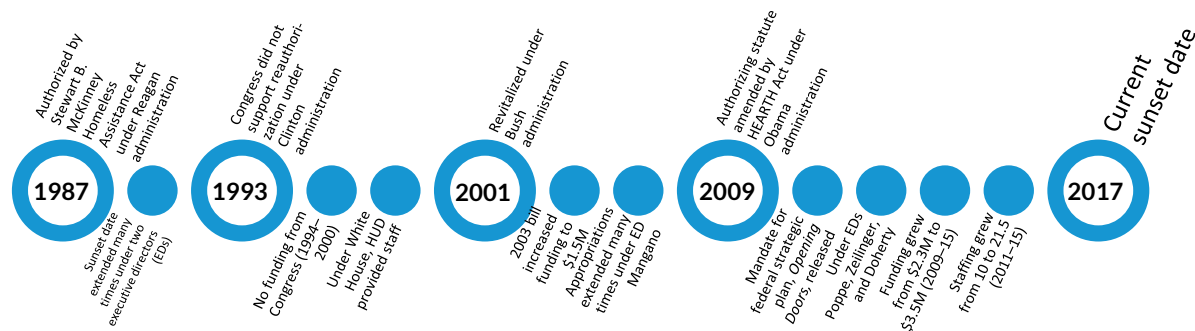 Authorized by
Stewart B.
McKinney
Homeless
Assistance Act
under Reagan
administration
1987
Sunset date
extended many
times under two
executive directors
(EDs)
Congress did not
support reauthori-
zation under
Clinton
administration
1993
No funding from
Congress (1994–
2000)
Under White
House, HUD
provided staff
Revitalized under
Bush
administration
2001
2003 bill
increased
funding to
$1.5M
Appropriations
extended many
times under ED
Mangano
Authorizing statute
amended by
HEARTH Act under
Obama
administration
2009
Mandate for
federal strategic
plan, Opening
Doors, released
Under EDs
Poppe, Zeilinger,
and Doherty
Funding grew
from $2.3M to
$3.5M (2009–15)
Staffing grew
from 10 to 21.5
(2011–15)
Current
sunset date
2017